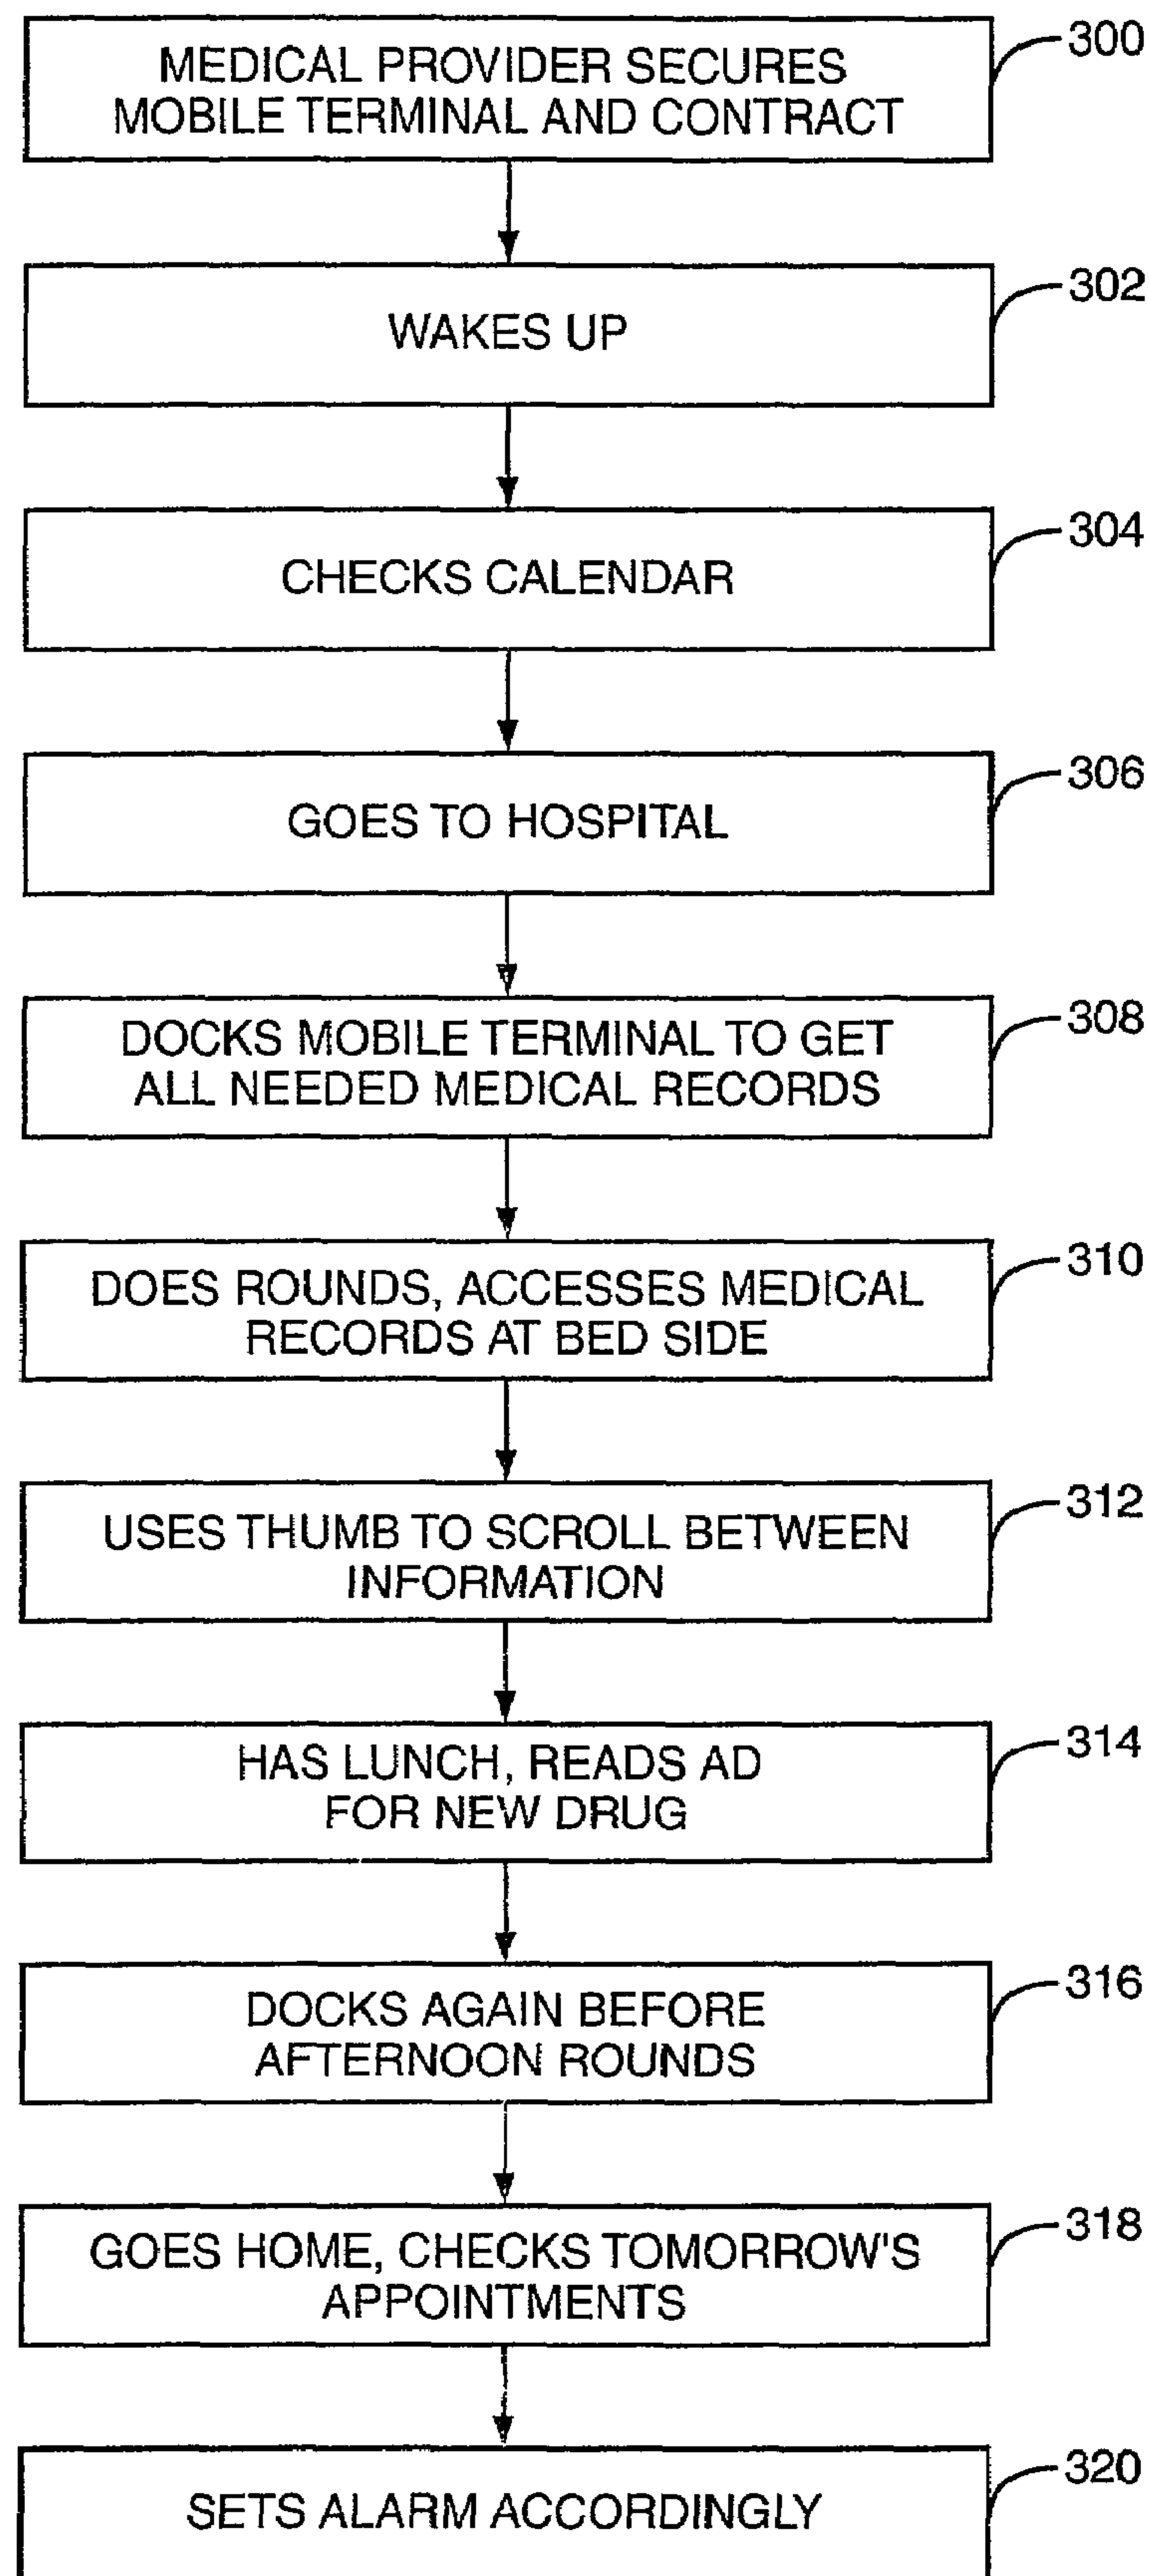 300
MEDICAL PROVIDER SECURES
MOBILE TERMINAL AND CONTRACT
302
WAKES UP
304
CHECKS CALENDAR
306
GOES TO HOSPITAL
308
DOCKS MOBILE TERMINAL TO GET
ALL NEEDED MEDICAL RECORDS
310
DOES ROUNDS, ACCESSES MEDICAL
RECORDS AT BED SIDE
312
USES THUMB TO SCROLL BETWEEN
INFORMATION
314
HAS LUNCH, READS AD
FOR NEW DRUG
316
DOCKS AGAIN BEFORE
AFTERNOON ROUNDS
318
GOES HOME, CHECKS TOMORROW'S
APPOINTMENTS
320
SETS ALARM ACCORDINGLY